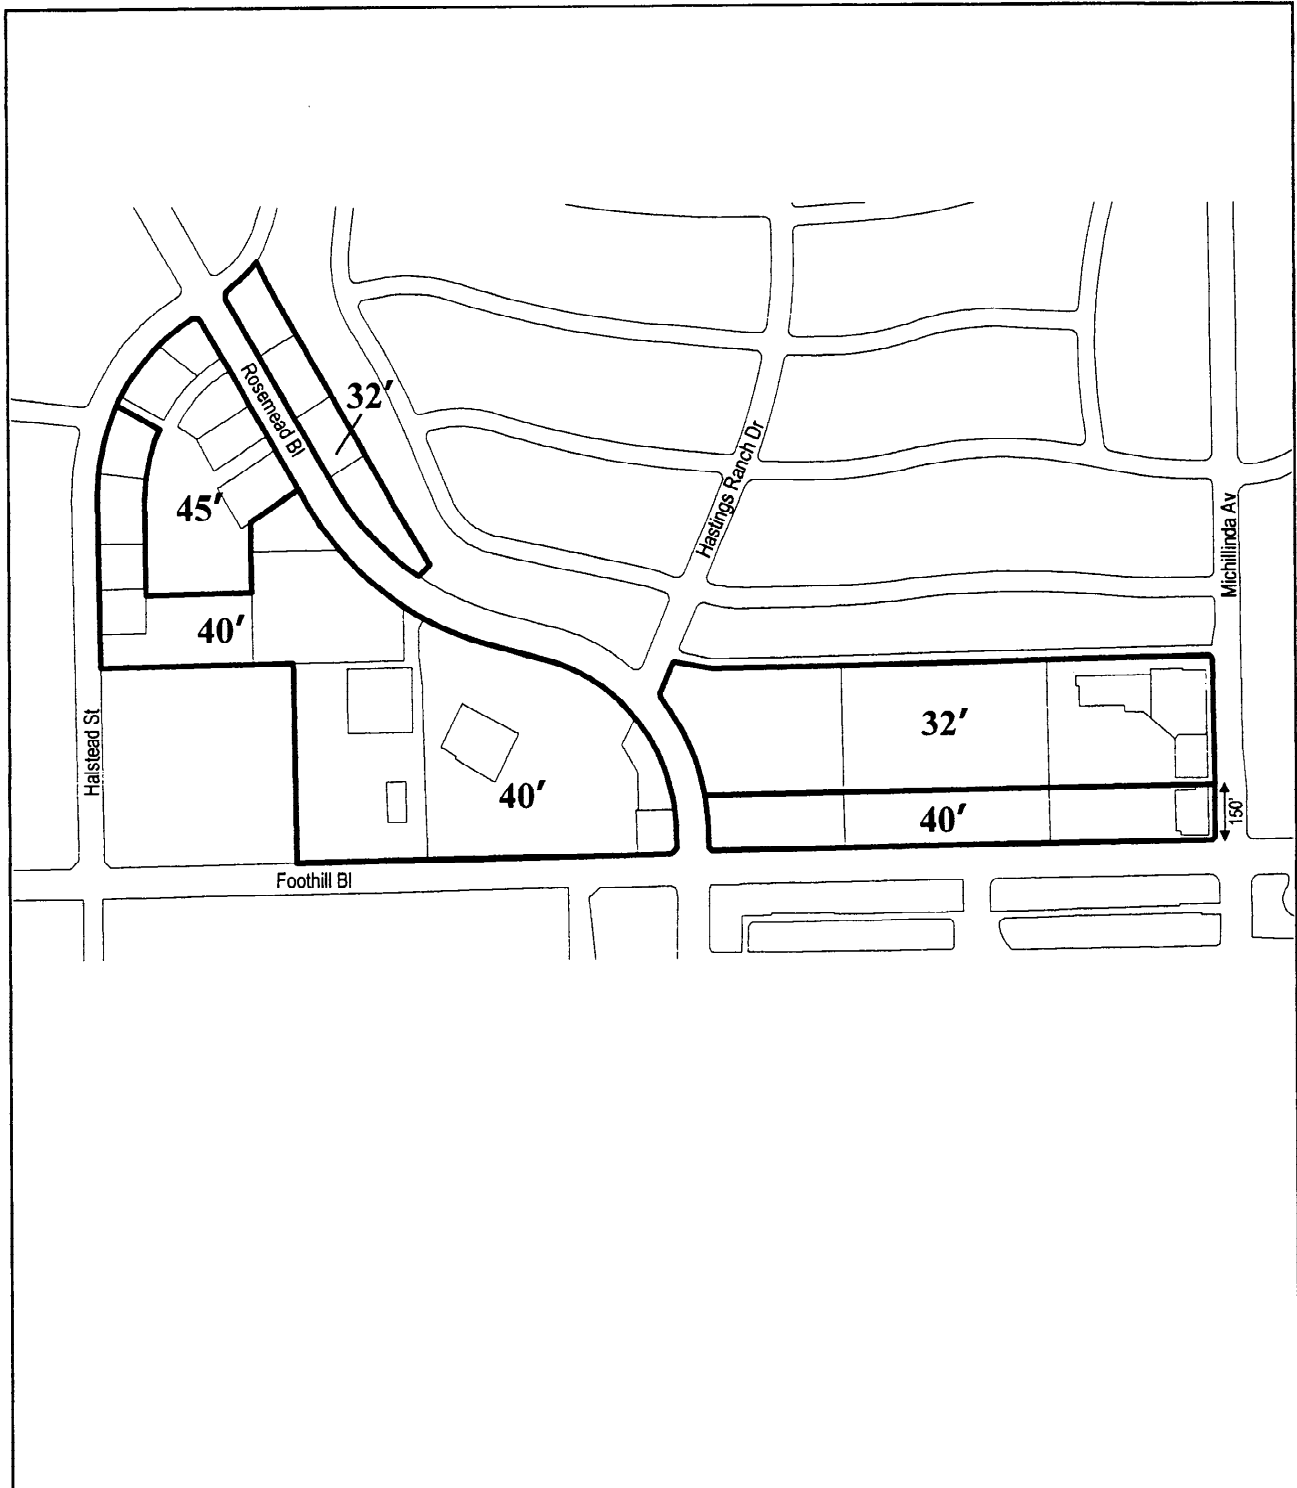 Rosemead Bl
32′
Hastings Ranch Dr
45′
Michillinda Av
40′
Halstead St
32′
40′
40′
150'
Foothill Bl